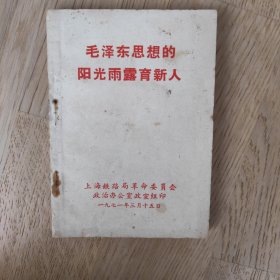 毛泽东思想的
阳光雨露育新人
上海铁路局革命委员会
政治办公室政宣组印
一九七一年三月十五日